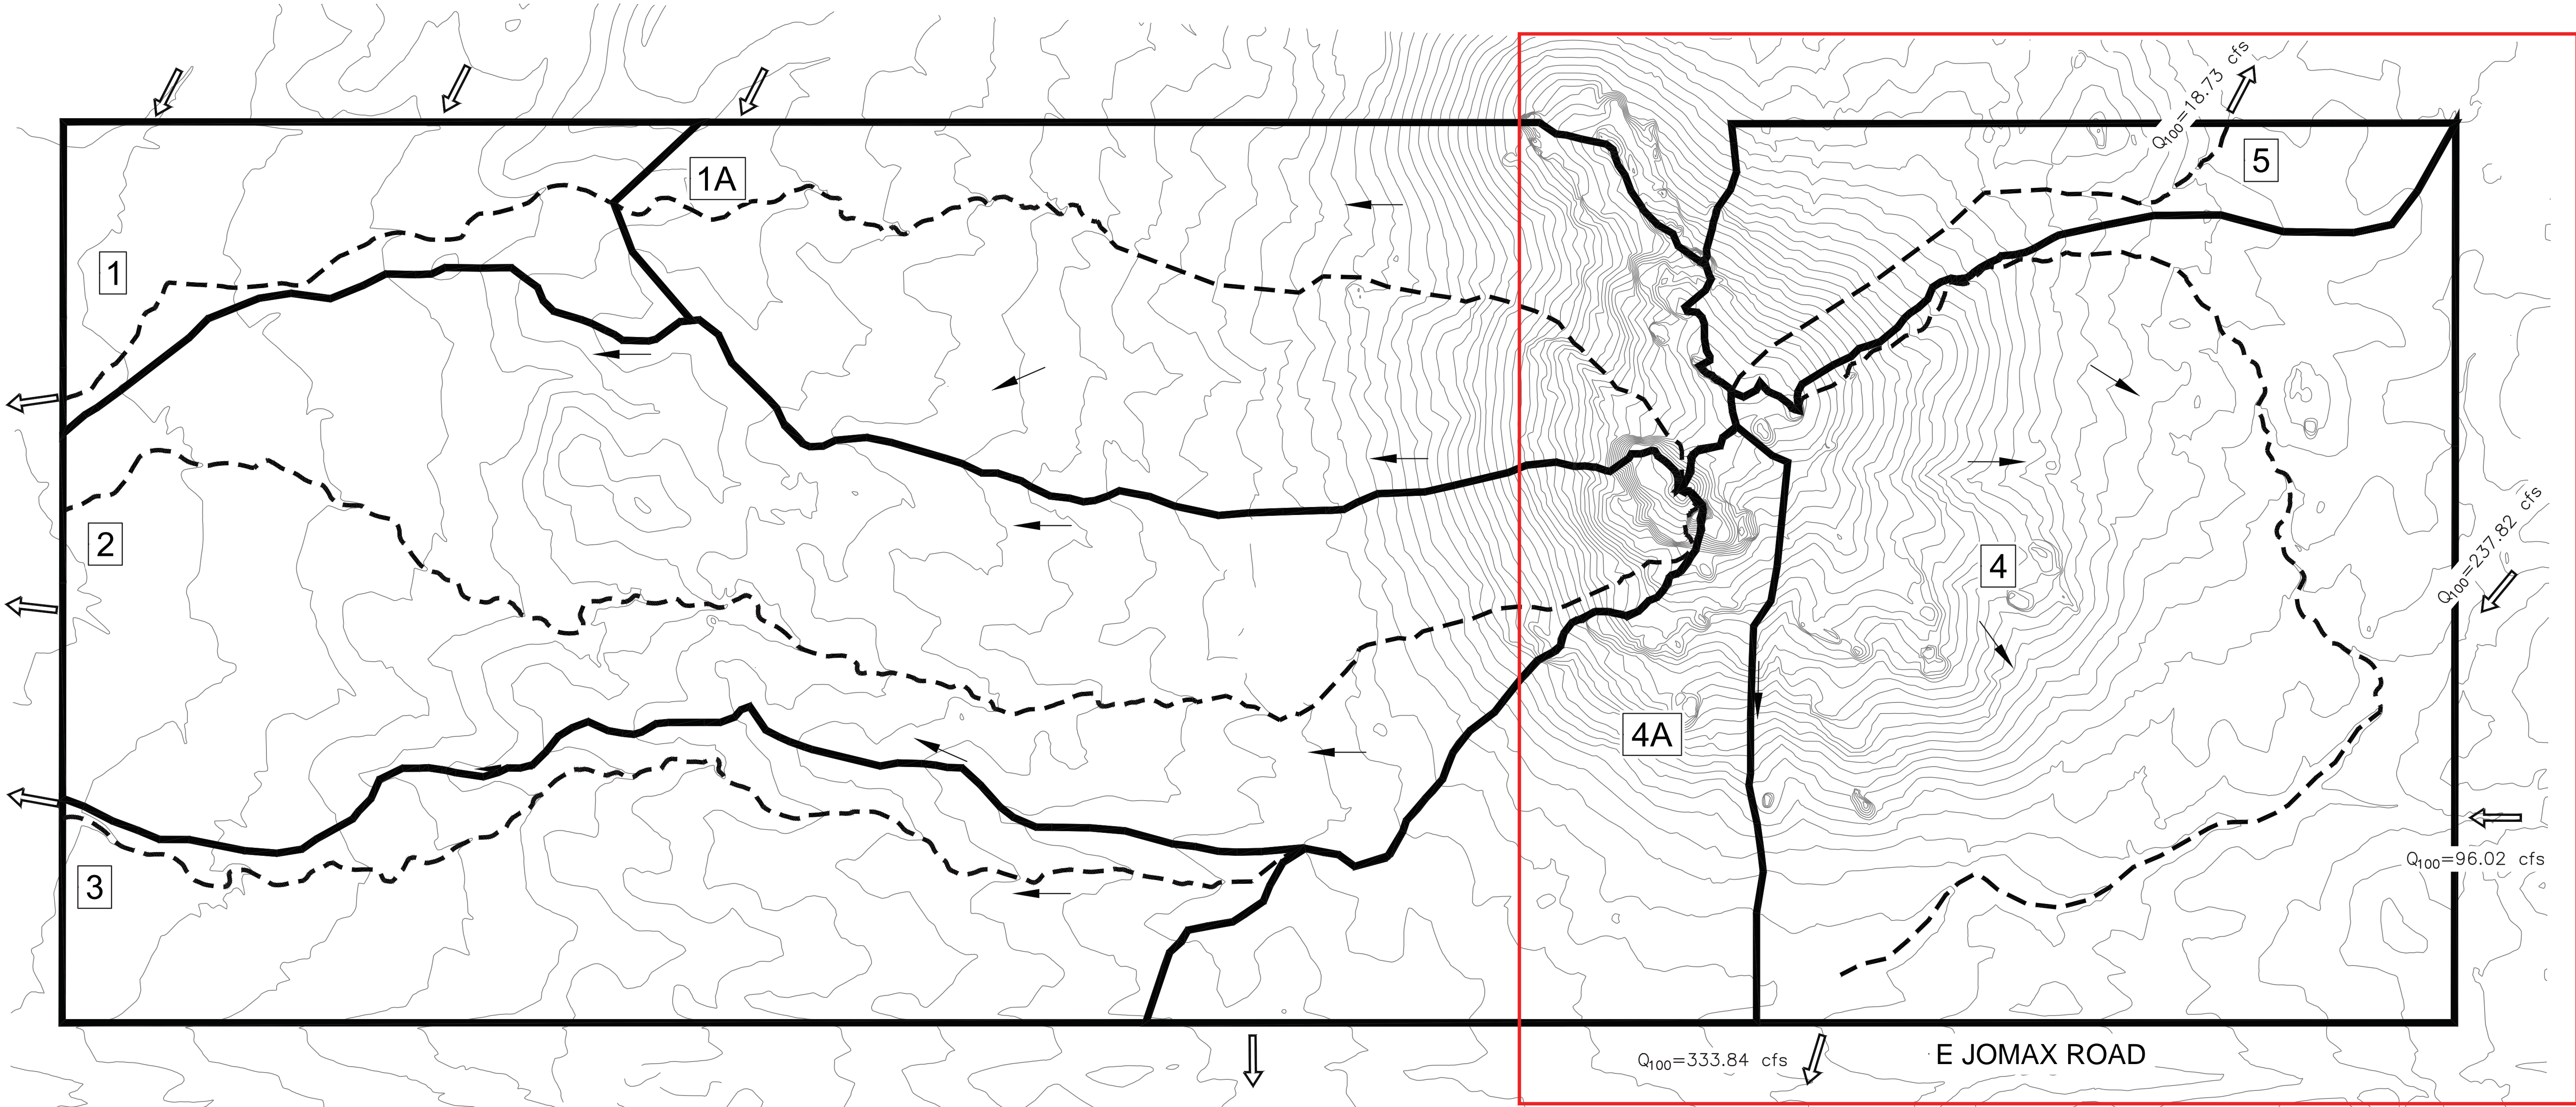 Q100=18.73 cfs
5
1A
1
2
Q100=237.82 cfs
4
4A
Q100=96.02 cfs
3
Q100=333.84 cfs
E JOMAX ROAD